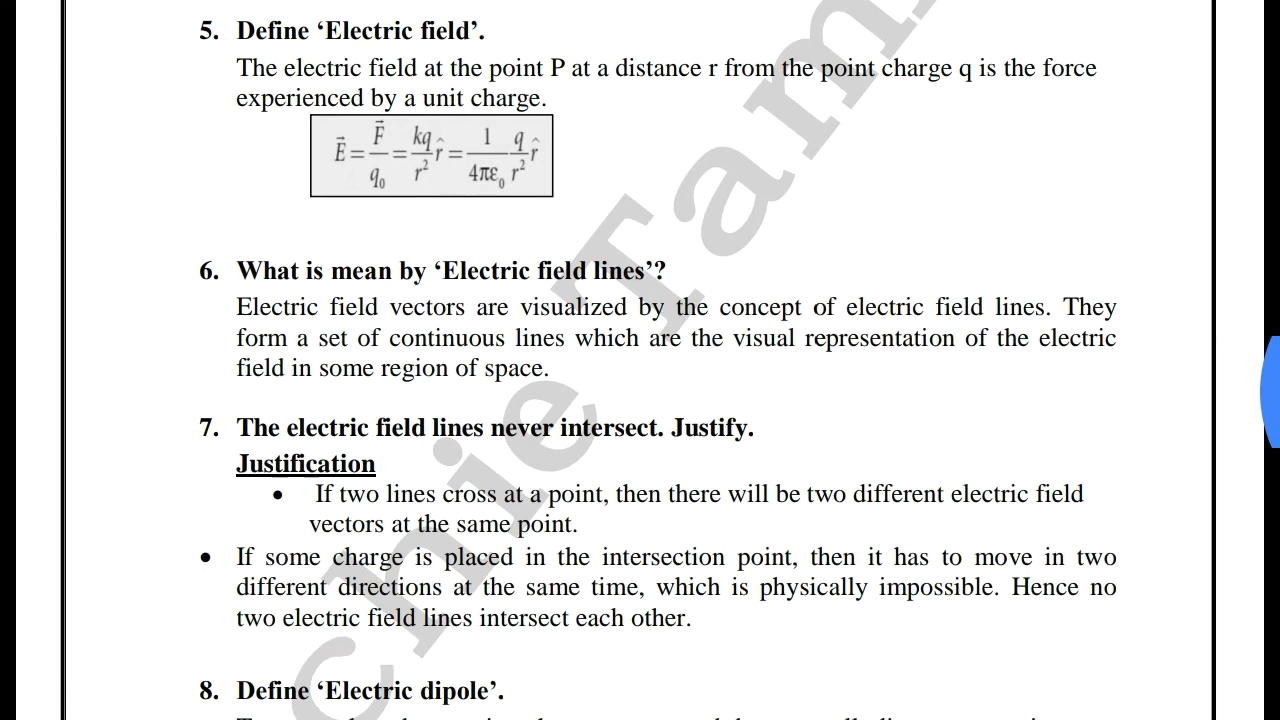 5. Define ‘Electric field’.
The electric field at the point P at a distance r from the point charge q is the force
experienced by a unit charge.
E⃗ = F⃗/q₀ = kq/r² r̂ = 1/4πε₀ q/r² r̂
6. What is mean by ‘Electric field lines’?
Electric field vectors are visualized by the concept of electric field lines. They
form a set of continuous lines which are the visual representation of the electric
field in some region of space.
7. The electric field lines never intersect. Justify.
Justification
• If two lines cross at a point, then there will be two different electric field
vectors at the same point.
• If some charge is placed in the intersection point, then it has to move in two
different directions at the same time, which is physically impossible. Hence no
two electric field lines intersect each other.
8. Define ‘Electric dipole’.